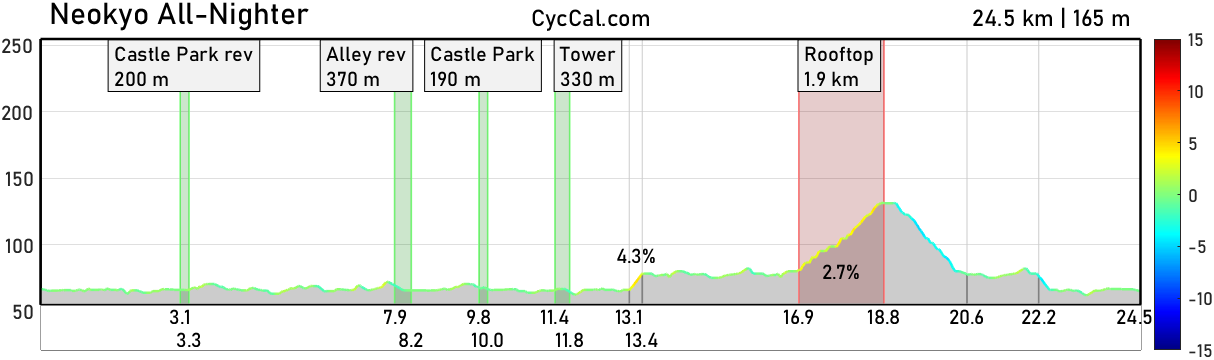 Neokyo All-Nighter
CycCal.com
24.5 km | 165 m
250
200
150
100
50
Castle Park rev
200 m
Alley rev
370 m
Castle Park
190 m
Tower
330 m
Rooftop
1.9 km
4.3%
2.7%
3.1
7.9
9.8
11.4
13.1
16.9
18.8
20.6
22.2
24.5
3.3
8.2
10.0
11.8
13.4
15
10
5
0
-5
-10
-15